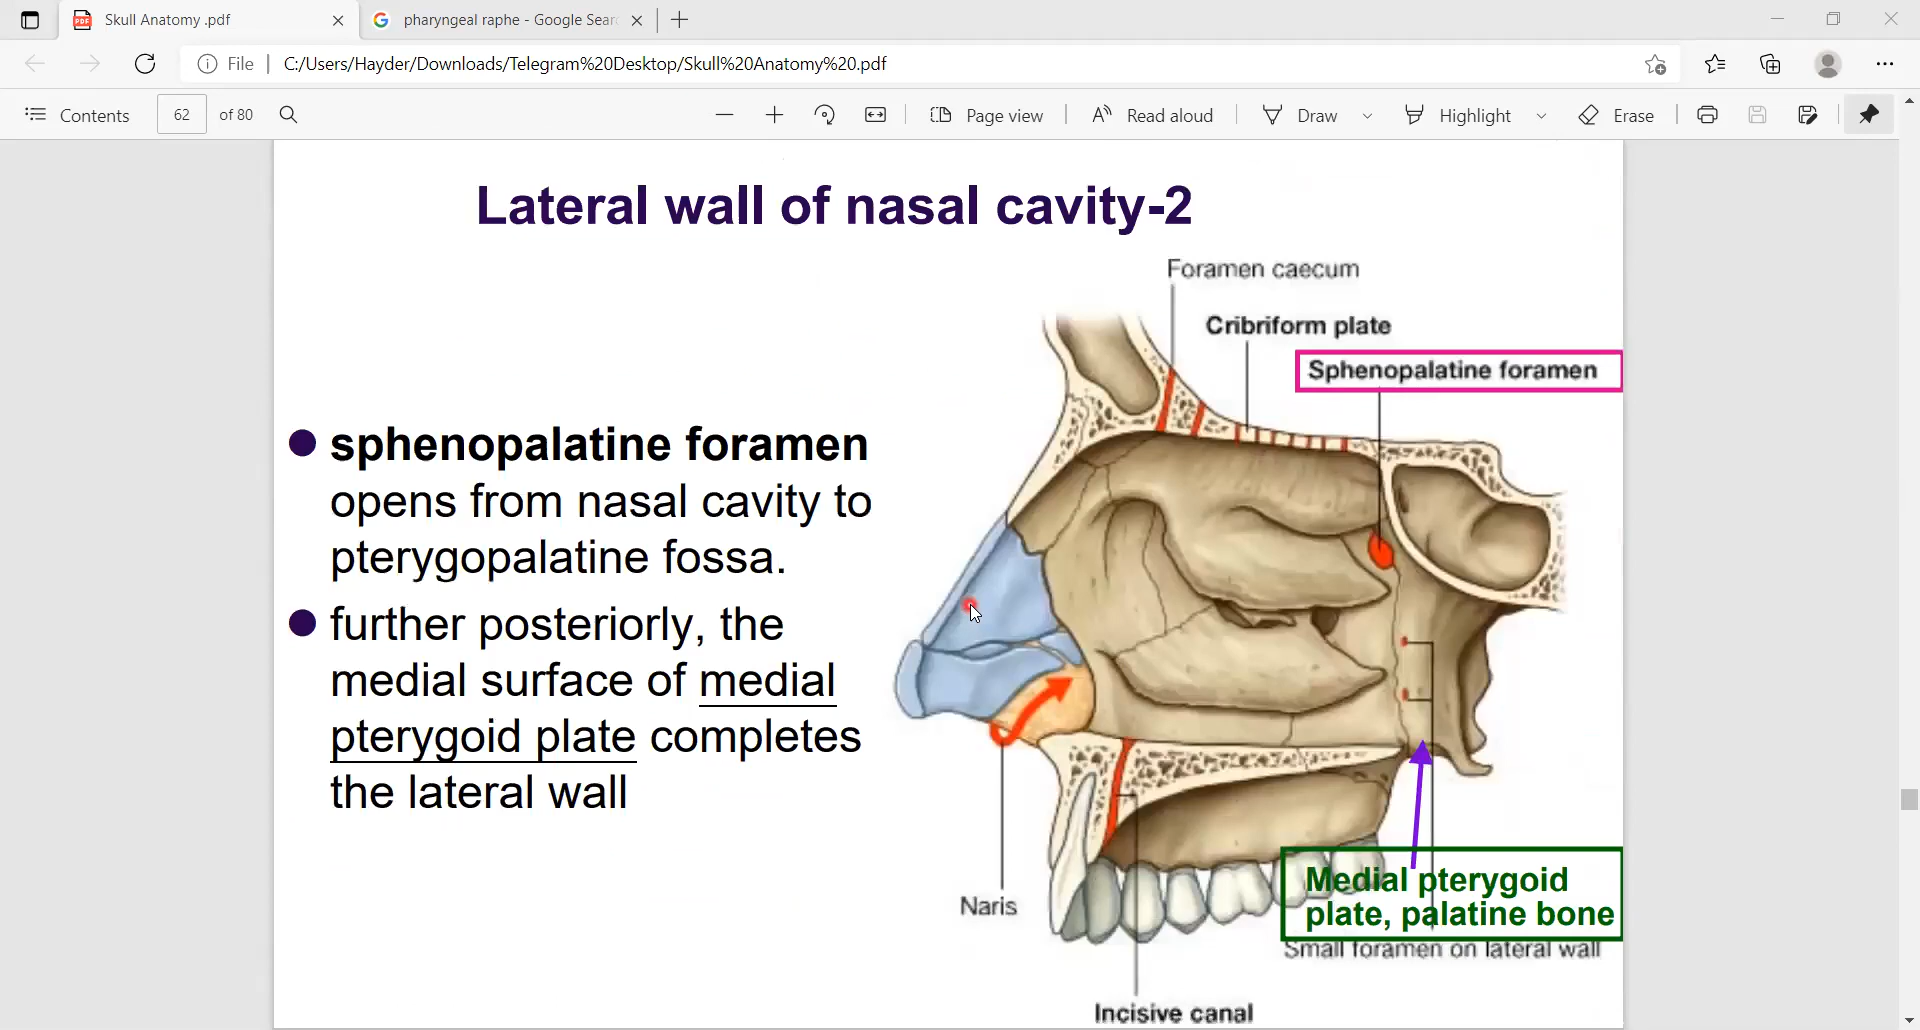 Skull Anatomy .pdf
pharyngeal raphe - Google Sear
File
C:/Users/Hayder/Downloads/Telegram%20Desktop/Skull%20Anatomy%20.pdf
Contents
62
of 80
Page view
Read aloud
Draw
Highlight
Erase
Lateral wall of nasal cavity-2
sphenopalatine foramen
opens from nasal cavity to
pterygopalatine fossa.
further posteriorly, the
medial surface of medial
pterygoid plate completes
the lateral wall
Foramen caecum
Cribriform plate
Sphenopalatine foramen
Naris
Medial pterygoid
plate, palatine bone
Small foramen on lateral wall
Incisive canal